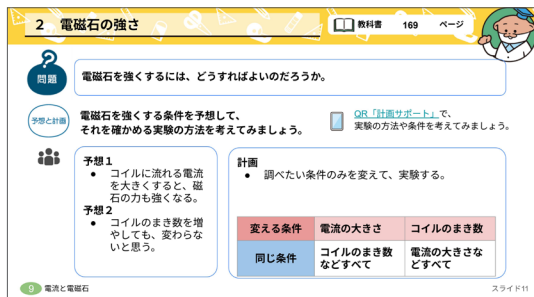 2 電磁石の強さ
教科書 169 ページ
?
問題
電磁石を強くするには、どうすればよいのだろうか。
予想と計画
電磁石を強くする条件を予想して、
それを確かめる実験の方法を考えてみましょう。
QR「計画サポート」で、
実験の方法や条件を考えてみましょう。
予想１
● コイルに流れる電流
を大きくすると、磁
石の力も強くなる。
予想２
● コイルのまき数を増
やしても、変わらな
いと思う。
計画
● 調べたい条件のみを変えて、実験する。
変える条件 電流の大きさ コイルのまき数
同じ条件 コイルのまき数などすべて 電流の大きさなどすべて
9 電流と電磁石
スライド11